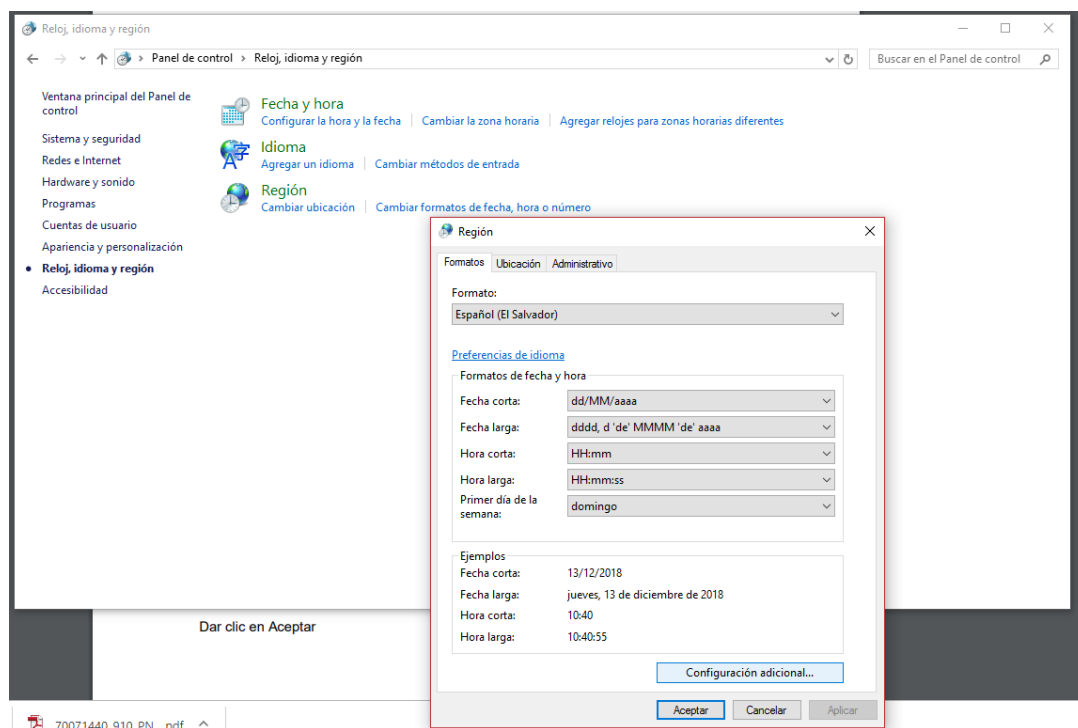 Reloj, idioma y región
Panel de control > Reloj, idioma y región
Buscar en el Panel de control
Ventana principal del Panel de
control
Sistema y seguridad
Redes e Internet
Hardware y sonido
Programas
Cuentas de usuario
Apariencia y personalización
Reloj, idioma y región
Accesibilidad
Fecha y hora
Configurar la hora y la fecha
Cambiar la zona horaria
Agregar relojes para zonas horarias diferentes
Idioma
Agregar un idioma
Cambiar métodos de entrada
Región
Cambiar ubicación
Cambiar formatos de fecha, hora o número
Región
Formatos
Ubicación
Administrativo
Formato:
Español (El Salvador)
Preferencias de idioma
Formatos de fecha y hora
Fecha corta: dd/MM/aaaa
Fecha larga: dddd, d 'de' MMMM 'de' aaaa
Hora corta: HH:mm
Hora larga: HH:mm:ss
Primer día de la
semana:
domingo
Ejemplos
Fecha corta: 13/12/2018
Fecha larga: jueves, 13 de diciembre de 2018
Hora corta: 10:40
Hora larga: 10:40:55
Configuración adicional...
Aceptar
Cancelar
Aplicar
Dar clic en Aceptar
70071440_910_PN_.pdf